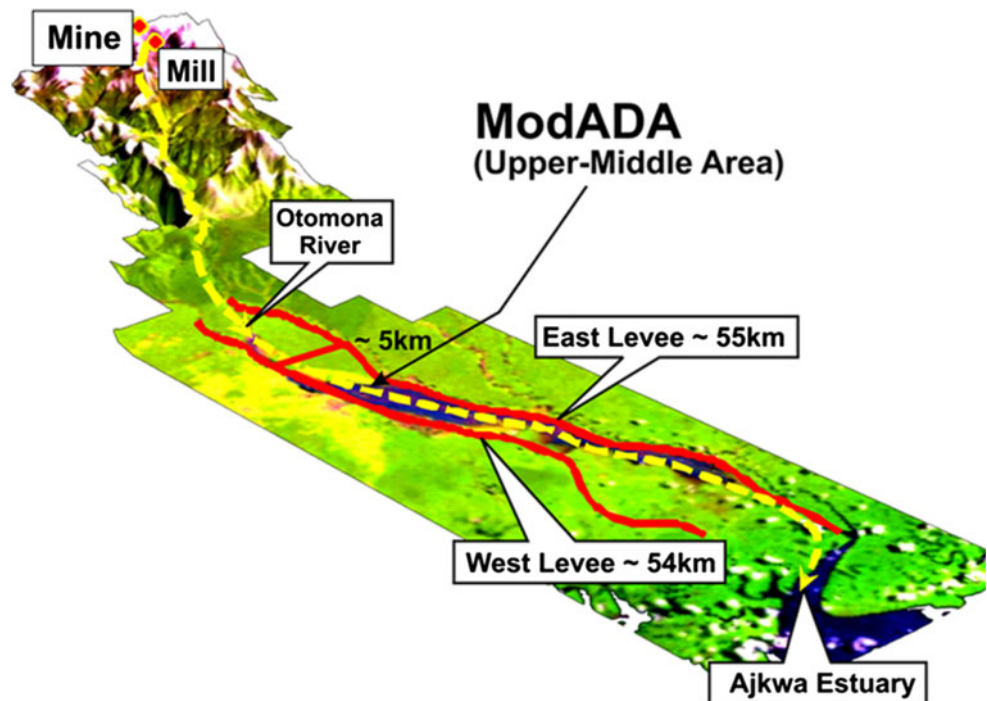 Mine
Mill
ModADA
(Upper-Middle Area)
Otomona
River
~ 5km
East Levee ~ 55km
West Levee ~ 54km
Ajkwa Estuary